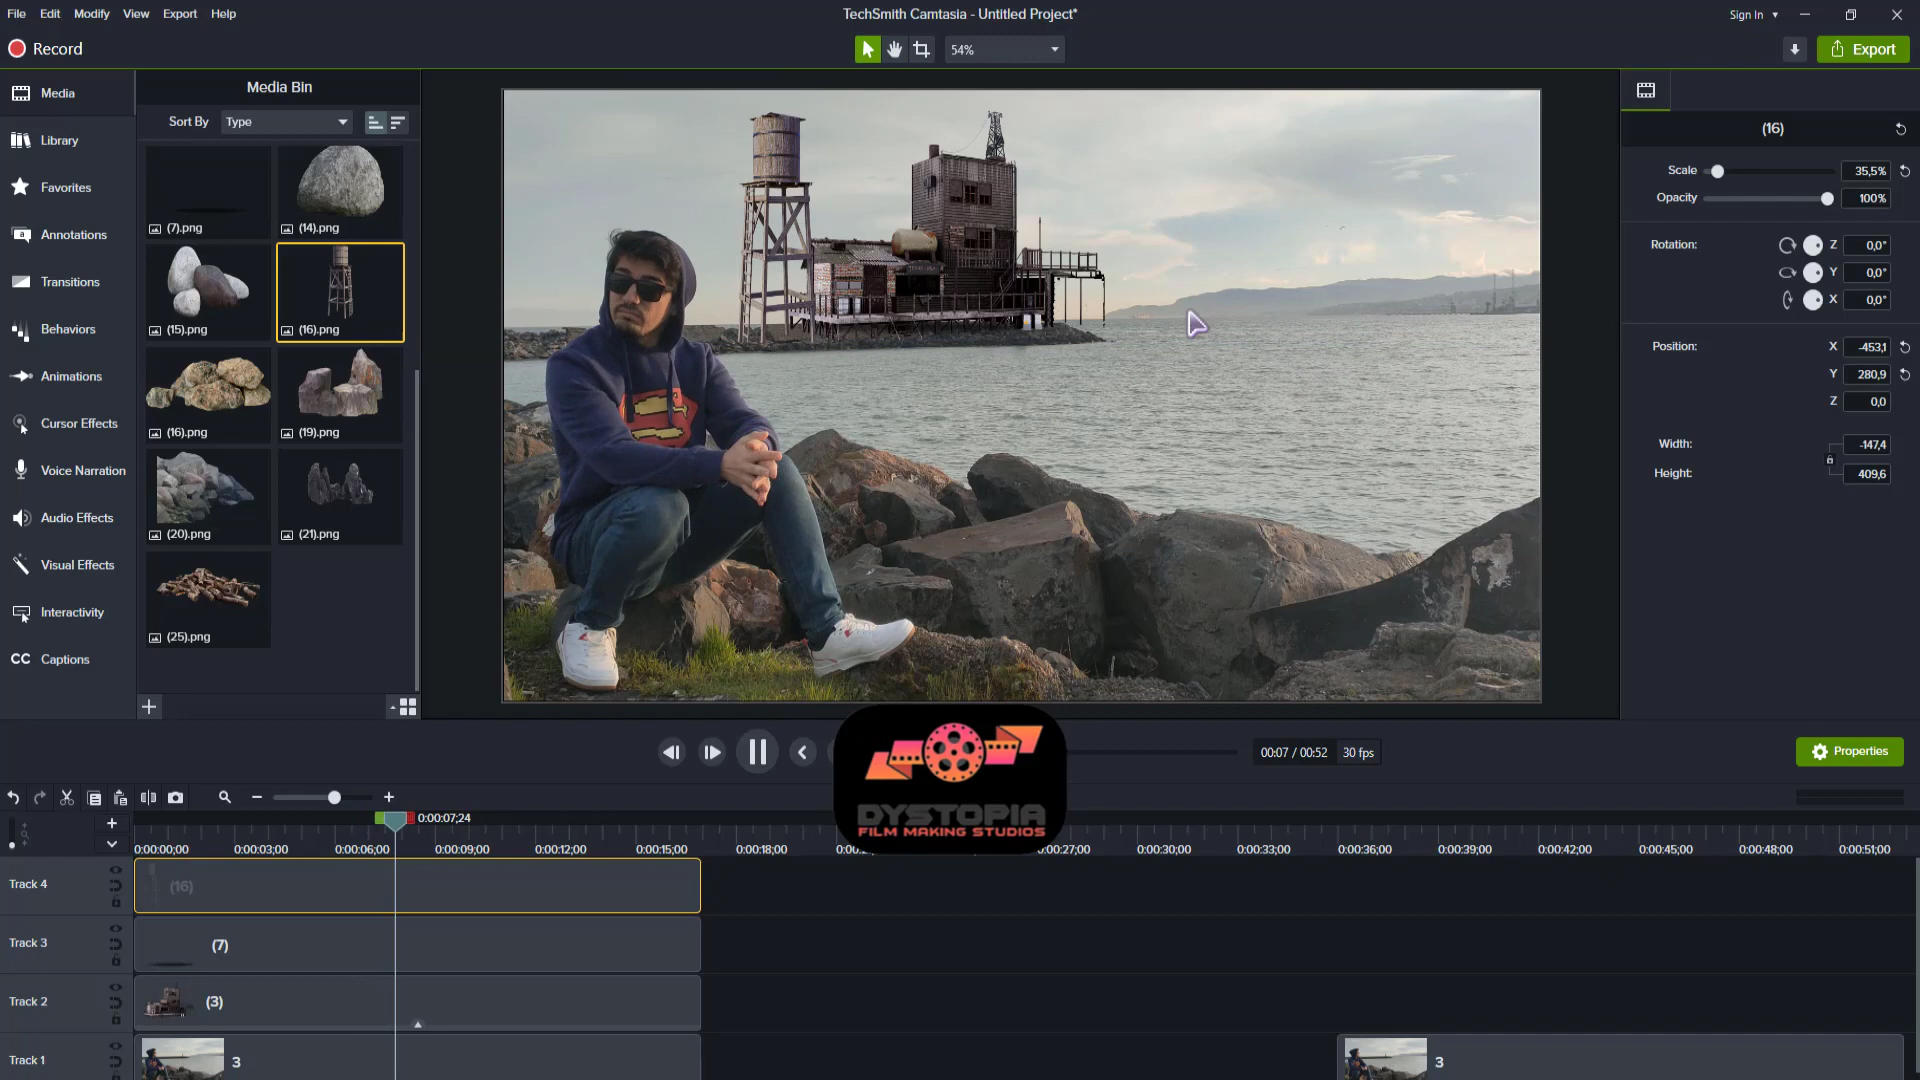 File Edit Modify View Export Help
TechSmith Camtasia - Untitled Project*
Sign In
Record
54%
Export
Media
Library
Favorites
Annotations
Transitions
Behaviors
Animations
Cursor Effects
Voice Narration
Audio Effects
Visual Effects
Interactivity
CC Captions
Media Bin
Sort By Type
(7).png (14).png
(15).png (16).png
(16).png (19).png
(20).png (21).png
(25).png
(16)
Scale 35,5%
Opacity 100%
Rotation: Z 0,0°
Y 0,0°
X 0,0°
Position: X -453,1
Y 280,9
Z 0,0
Width: -147,4
Height: 409,6
00:07 / 00:52 30 fps
Properties
DYSTOPIA
FILM MAKING STUDIOS
0:00:07;24
0:00:00;00 0:00:03;00 0:00:06;00 0:00:09;00 0:00:12;00 0:00:15;00 0:00:18;00 0:00:27;00 0:00:30;00 0:00:33;00 0:00:36;00 0:00:39;00 0:00:42;00 0:00:45;00 0:00:48;00 0:00:51;00
Track 4 (16)
Track 3 (7)
Track 2 (3)
Track 1 3 3